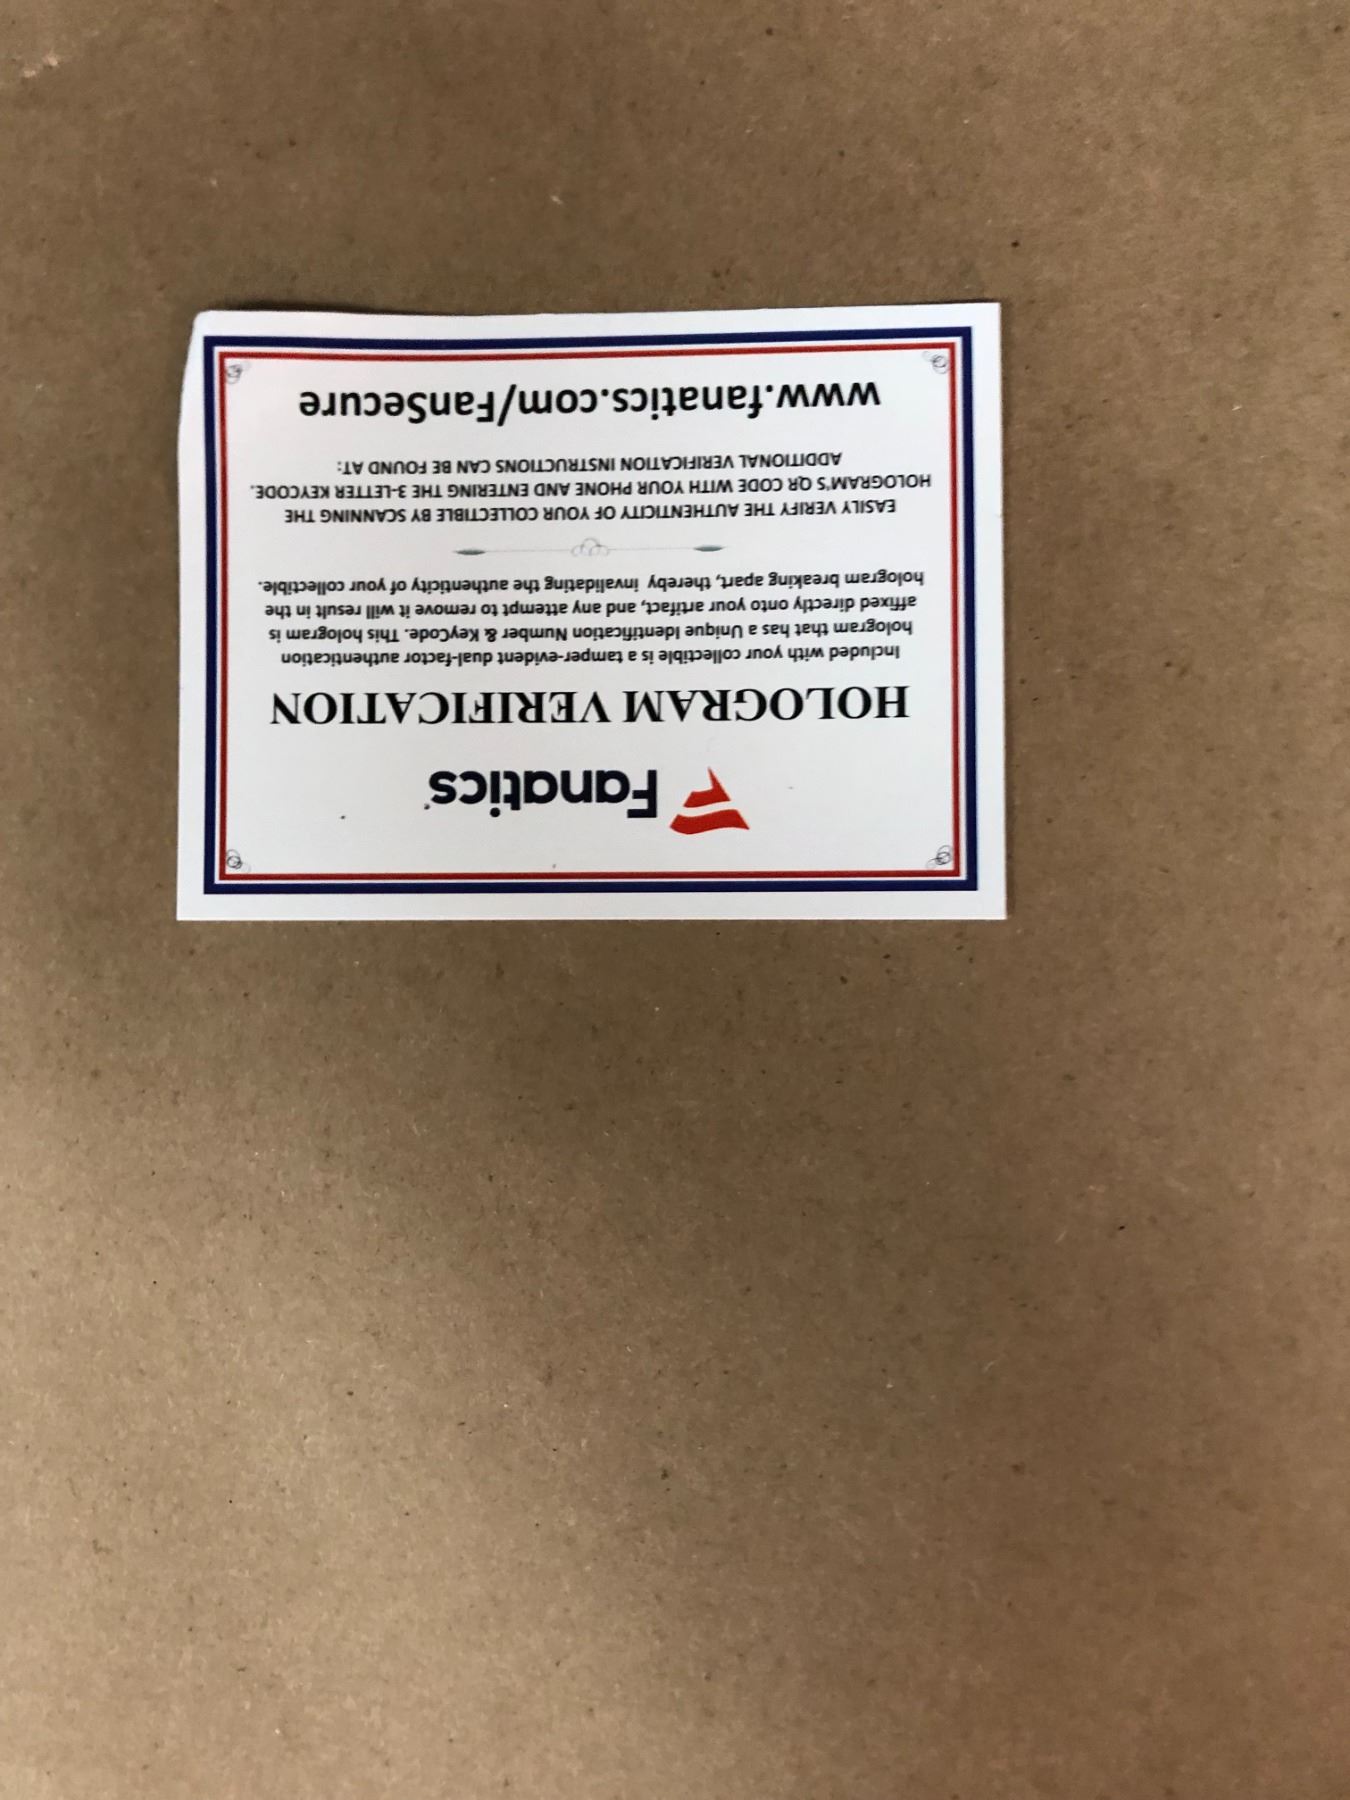 Fanatics
HOLOGRAM VERIFICATION
Included with your collectible is a tamper-evident dual-factor authentication
hologram that has a Unique Identification Number & KeyCode. This hologram is
affixed directly onto your artifact, and any attempt to remove it will result in the
hologram breaking apart, thereby invalidating the authenticity of your collectible.
EASILY VERIFY THE AUTHENTICITY OF YOUR COLLECTIBLE BY SCANNING THE
HOLOGRAM'S QR CODE WITH YOUR PHONE AND ENTERING THE 3-LETTER KEYCODE.
ADDITIONAL VERIFICATION INSTRUCTIONS CAN BE FOUND AT:
www.fanatics.com/FanSecure